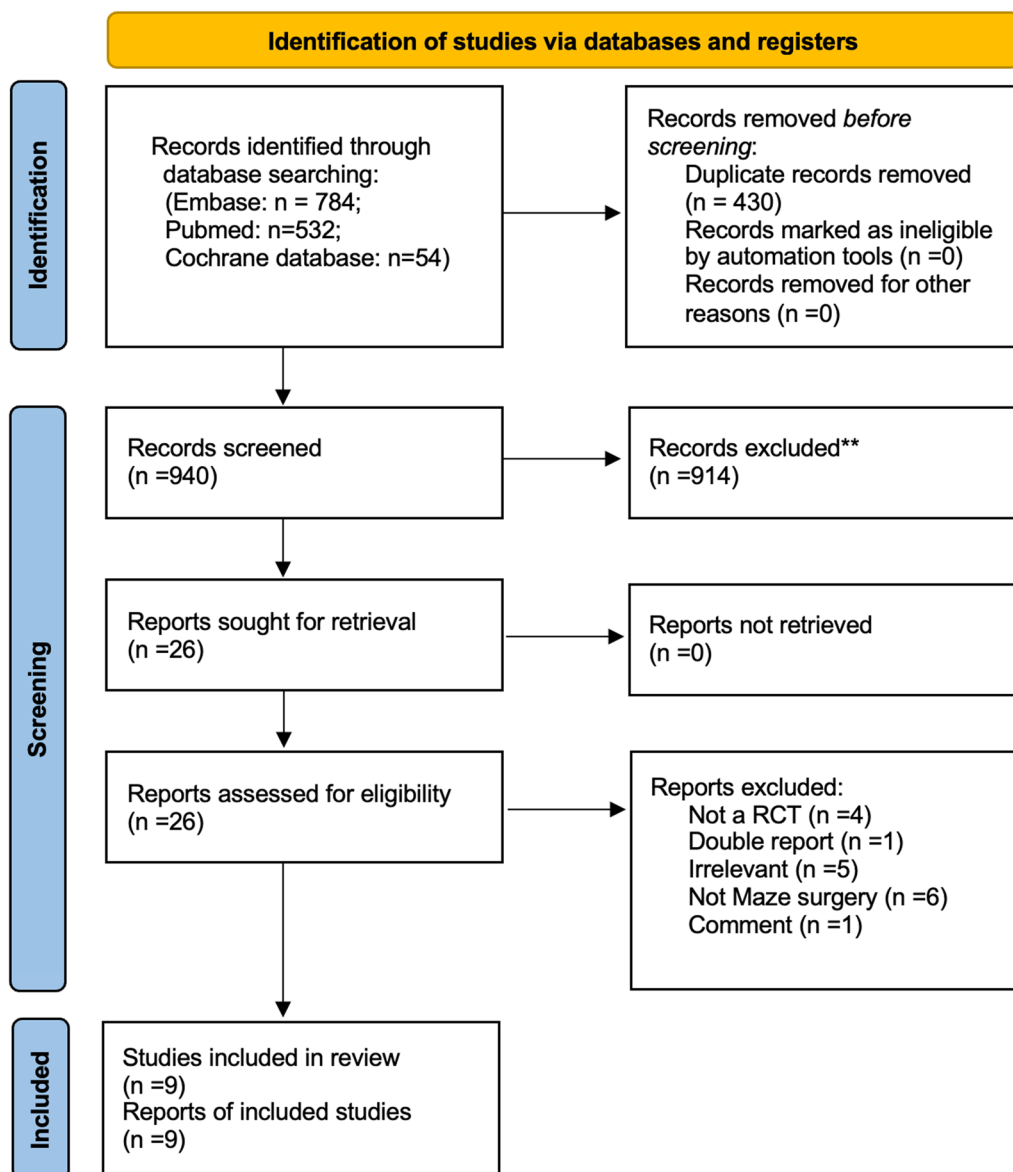 Identification of studies via databases and registers
Identification
Records identified through
database searching:
(Embase: n = 784;
Pubmed: n=532;
Cochrane database: n=54)
Records removed before
screening:
Duplicate records removed
(n = 430)
Records marked as ineligible
by automation tools (n =0)
Records removed for other
reasons (n =0)
Screening
Records screened
(n =940)
Records excluded**
(n =914)
Reports sought for retrieval
(n =26)
Reports not retrieved
(n =0)
Reports assessed for eligibility
(n =26)
Reports excluded:
Not a RCT (n =4)
Double report (n =1)
Irrelevant (n =5)
Not Maze surgery (n =6)
Comment (n =1)
Included
Studies included in review
(n =9)
Reports of included studies
(n =9)